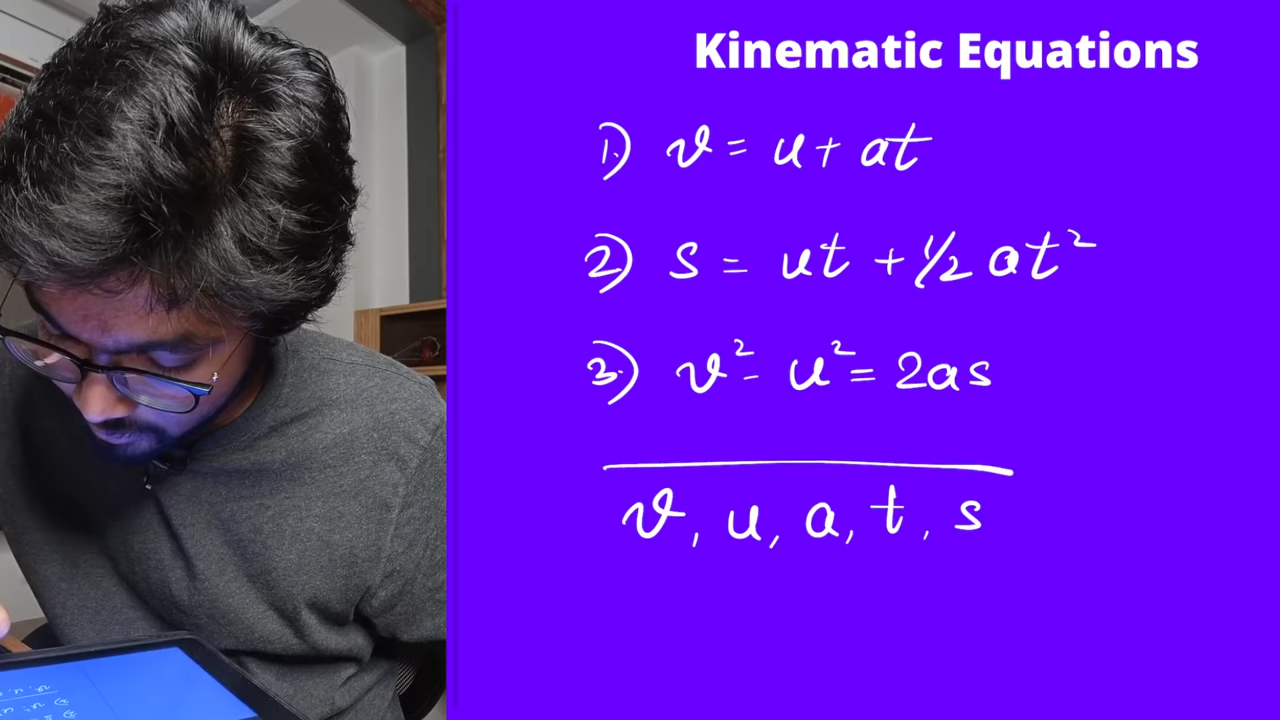 Kinematic Equations
1.) v = u + at
2) s = ut + 1/2 at²
3.) v² - u² = 2as
v, u, a, t, s